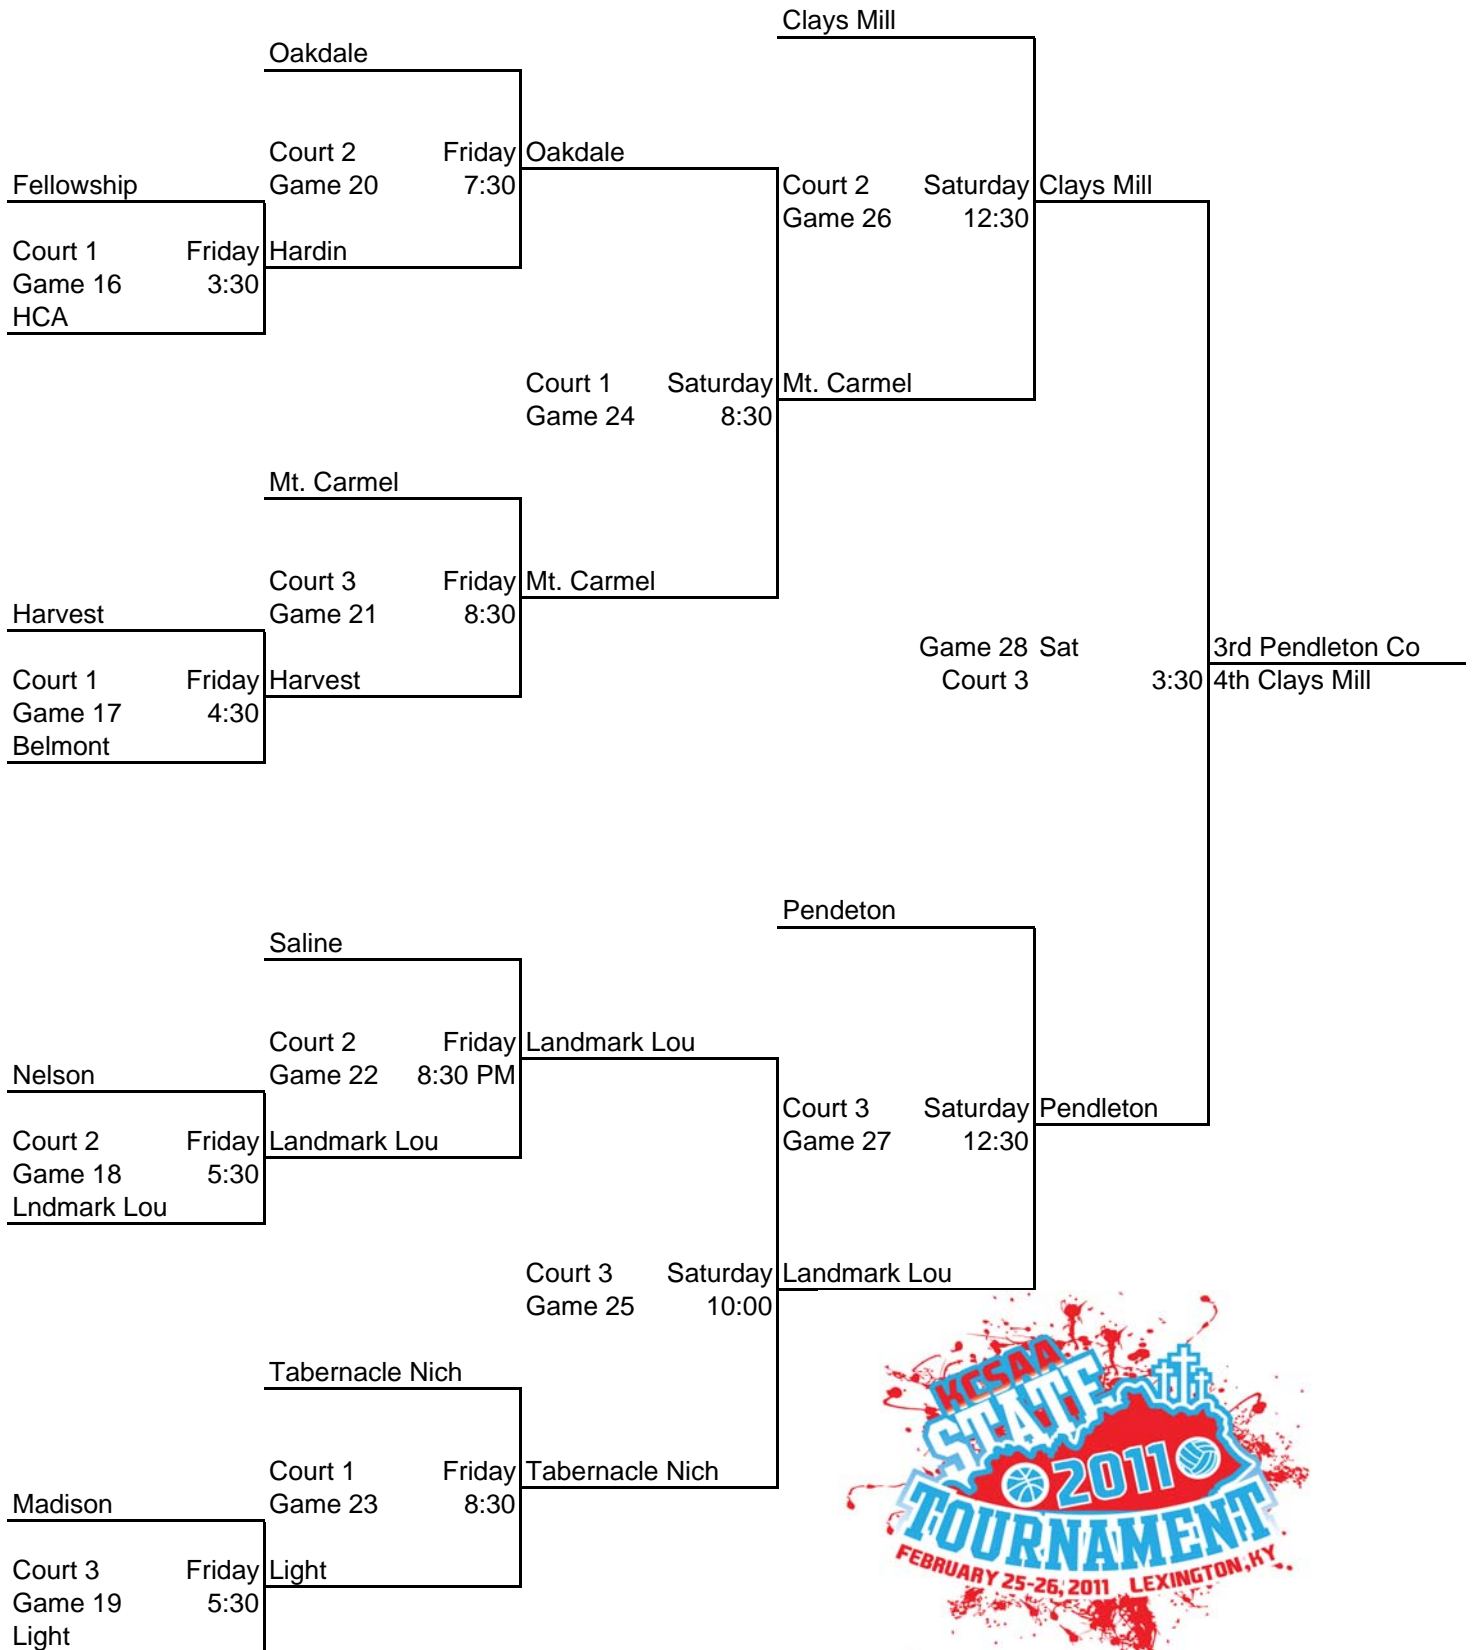 Clays Mill
Oakdale
Court 2 Friday Oakdale
Fellowship Game 20 7:30 Court 2 Saturday Clays Mill
Game 26 12:30
Court 1 Friday Hardin
Game 16 3:30
HCA
Court 1 Saturday Mt. Carmel
Game 24 8:30
Mt. Carmel
Court 3 Friday Mt. Carmel
Harvest Game 21 8:30
Game 28 Sat 3rd Pendleton Co
Court 1 Friday Harvest Court 3 3:30 4th Clays Mill
Game 17 4:30
Belmont
Pendeton
Saline
Court 2 Friday Landmark Lou
Nelson Game 22 8:30 PM
Court 3 Saturday Pendleton
Court 2 Friday Landmark Lou Game 27 12:30
Game 18 5:30
Lndmark Lou
Court 3 Saturday Landmark Lou
Game 25 10:00
Tabernacle Nich
Court 1 Friday Tabernacle Nich
Madison Game 23 8:30
Court 3 Friday Light
Game 19 5:30
Light
KCSAA
STATE
2011
TOURNAMENT
FEBRUARY 25-26, 2011 LEXINGTON, KY